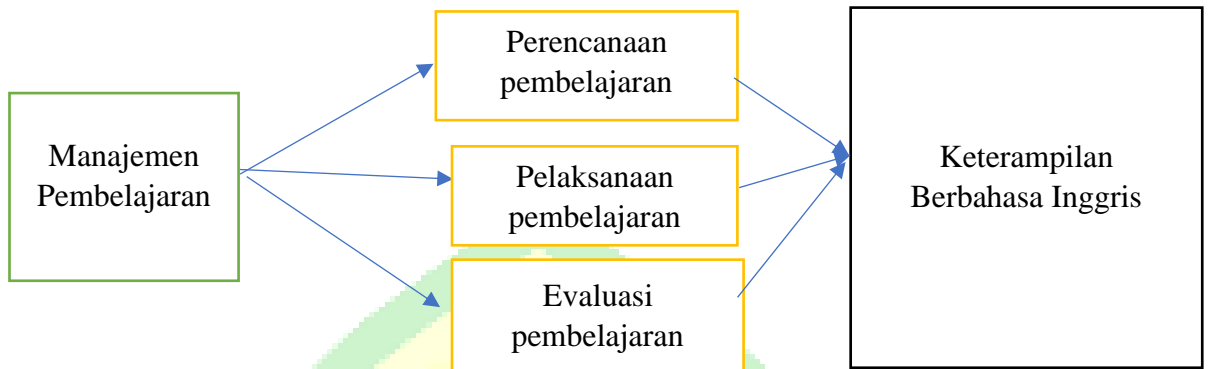 Manajemen
Pembelajaran
Perencanaan
pembelajaran
Pelaksanaan
pembelajaran
Evaluasi
pembelajaran
Keterampilan
Berbahasa Inggris